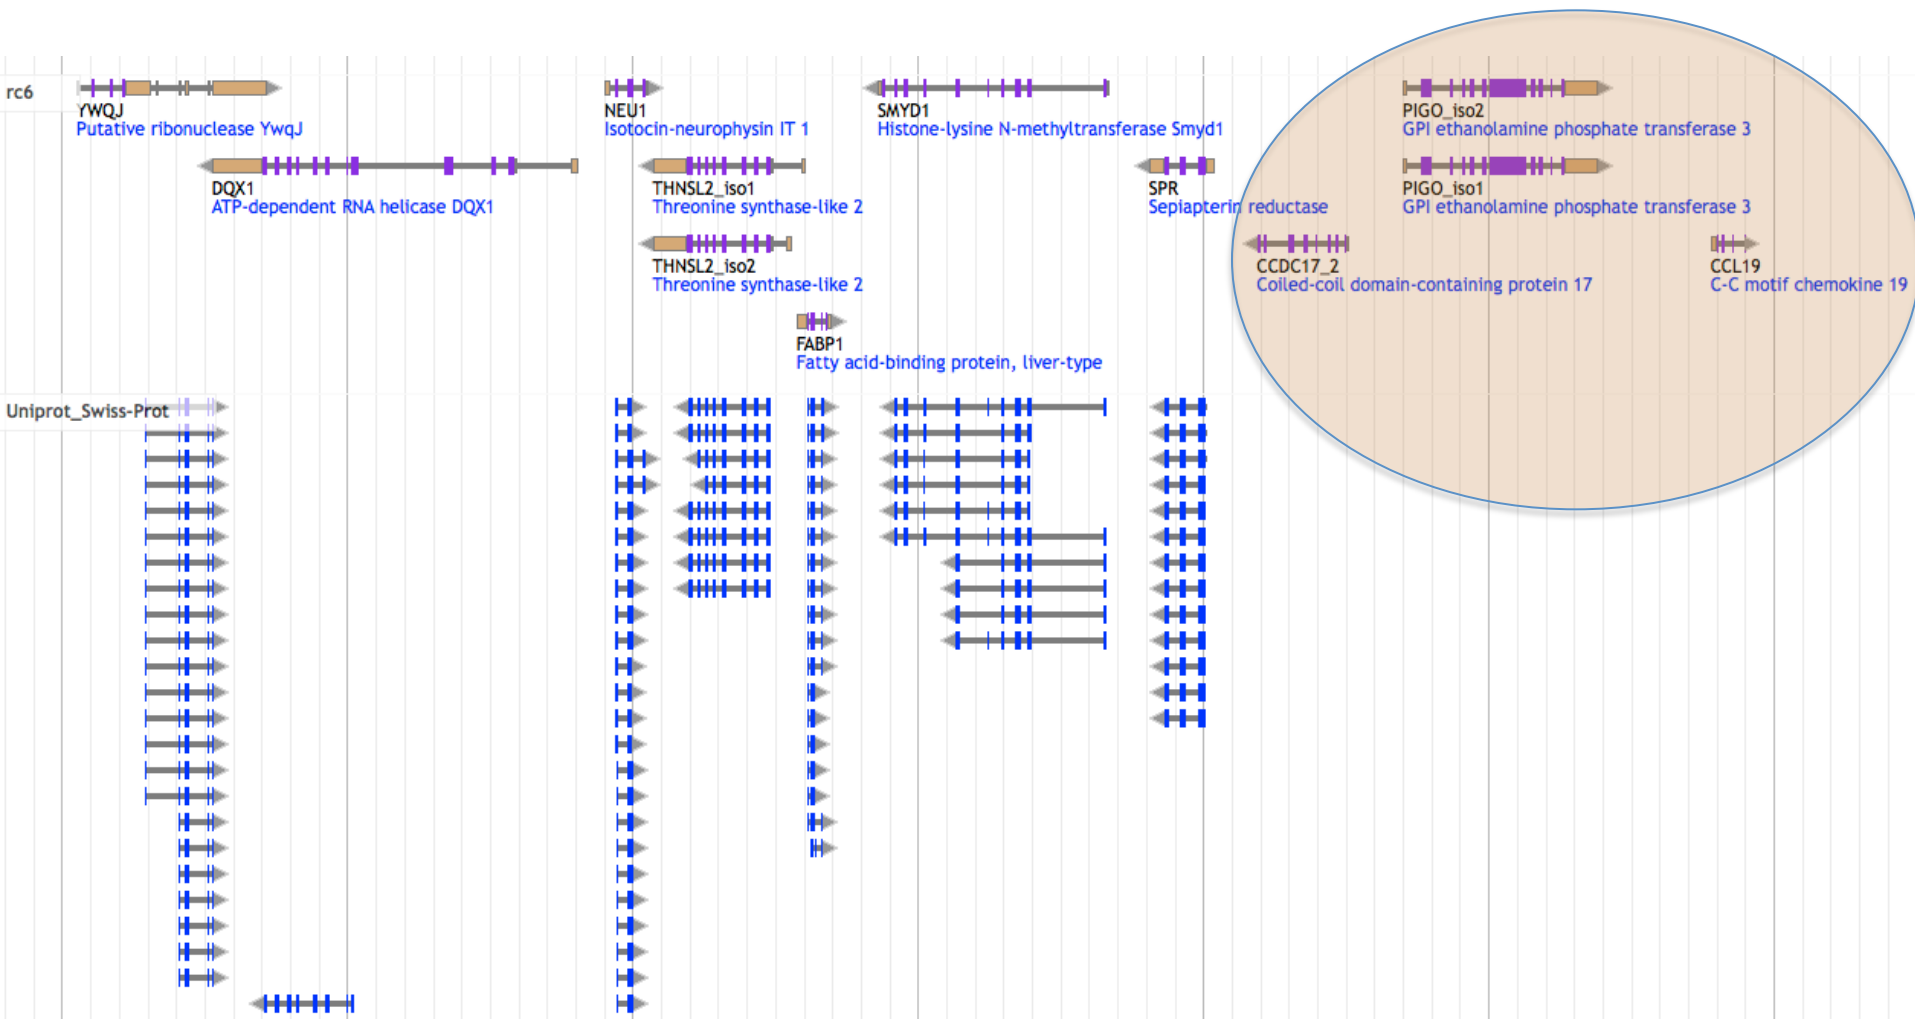 rc6
YWQJ
Putative ribonuclease YwqJ
NEU1
Isotocin-neurophysin IT 1
SMYD1
Histone-lysine N-methyltransferase Smyd1
PIGO_iso2
GPI ethanolamine phosphate transferase 3
DQX1
ATP-dependent RNA helicase DQX1
THNSL2_iso1
Threonine synthase-like 2
SPR
Sepiapterin reductase
PIGO_iso1
GPI ethanolamine phosphate transferase 3
THNSL2_iso2
Threonine synthase-like 2
CCDC17_2
Coiled-coil domain-containing protein 17
CCL19
C-C motif chemokine 19
FABP1
Fatty acid-binding protein, liver-type
Uniprot_Swiss-Prot